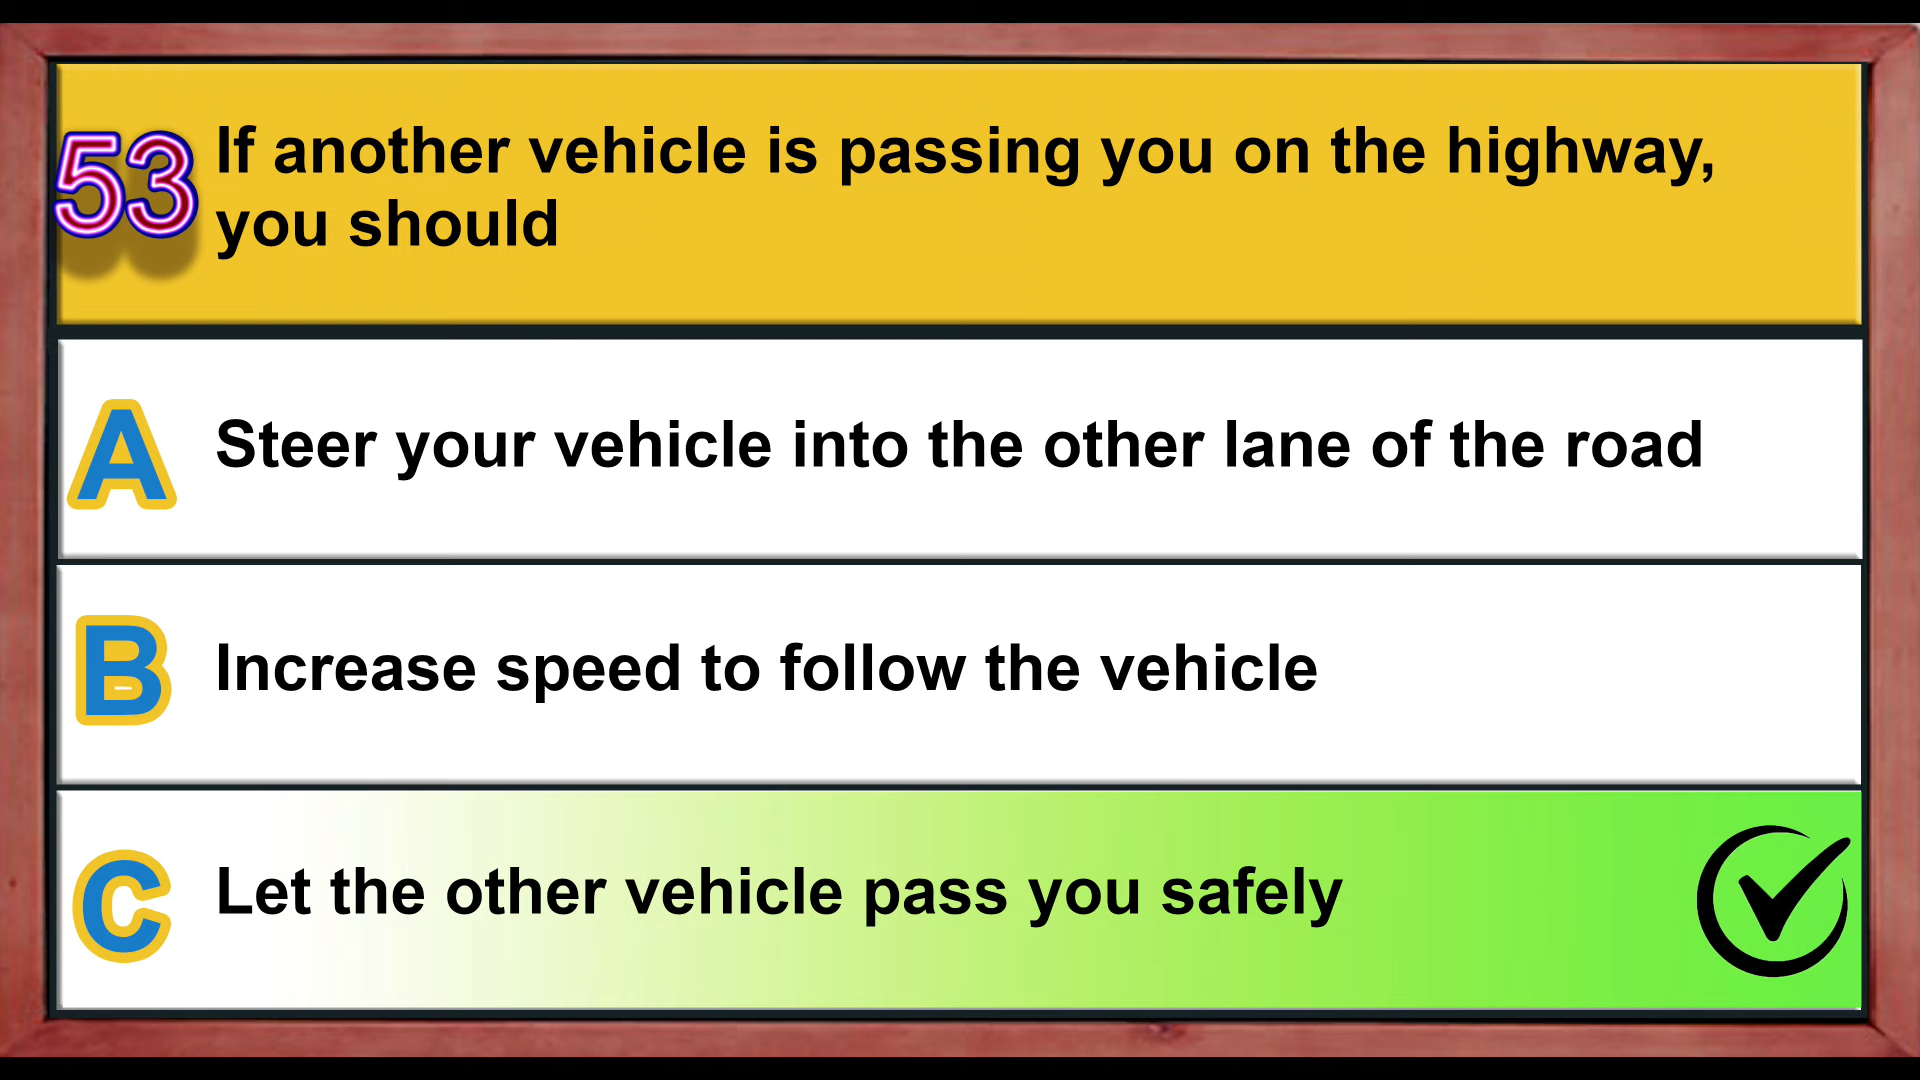 53 If another vehicle is passing you on the highway,
you should
A Steer your vehicle into the other lane of the road
B Increase speed to follow the vehicle
C Let the other vehicle pass you safely